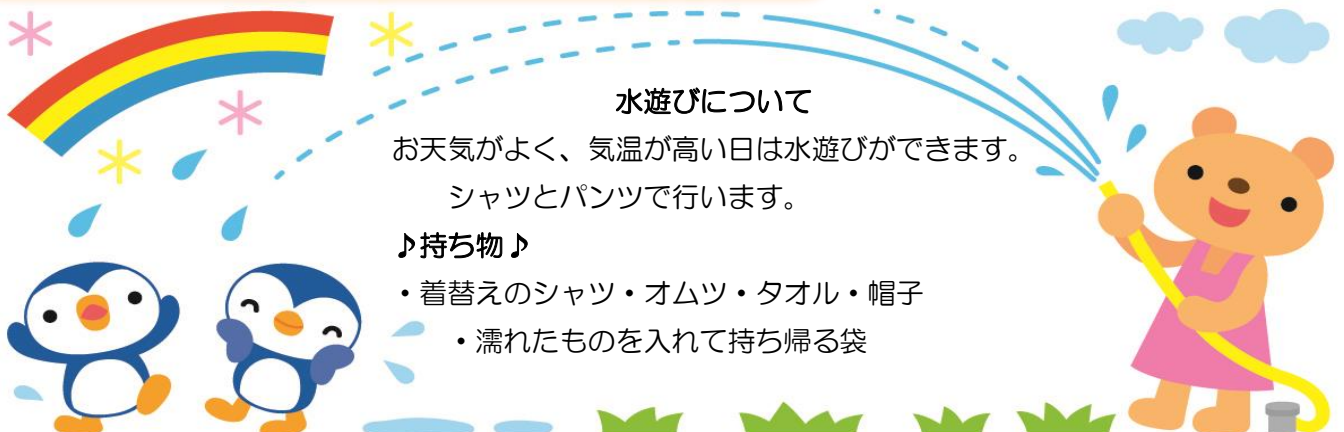 水遊びについて
お天気がよく、気温が高い日は水遊びができます。
シャツとパンツで行います。
♪持ち物♪
・着替えのシャツ・オムツ・タオル・帽子
・濡れたものを入れて持ち帰る袋